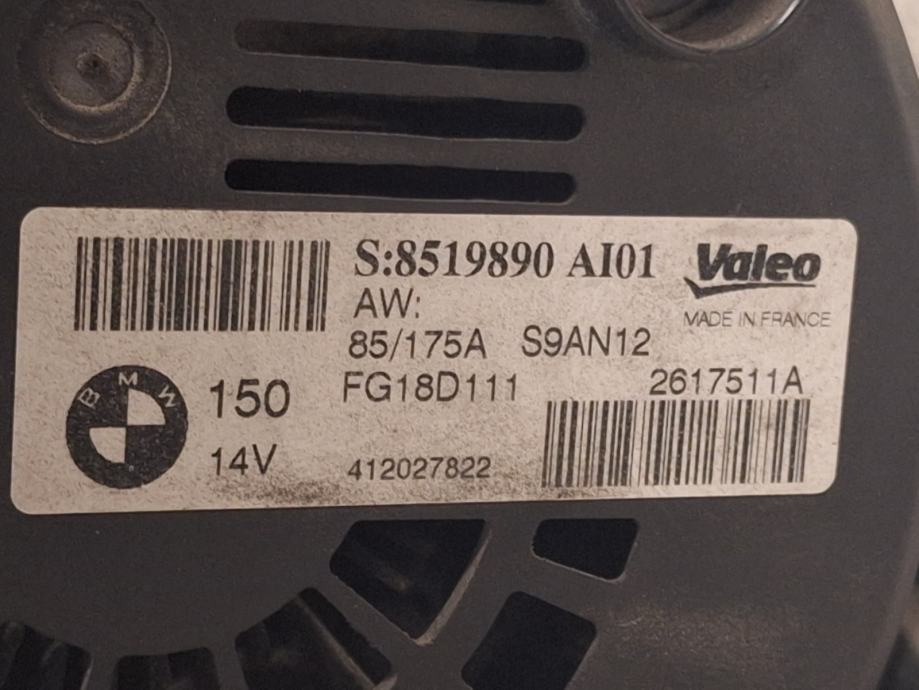 S:8519890 AI01
Valeo
AW:
MADE IN FRANCE
85/175A S9AN12
BMW
150
FG18D111
2617511A
14V
412027822